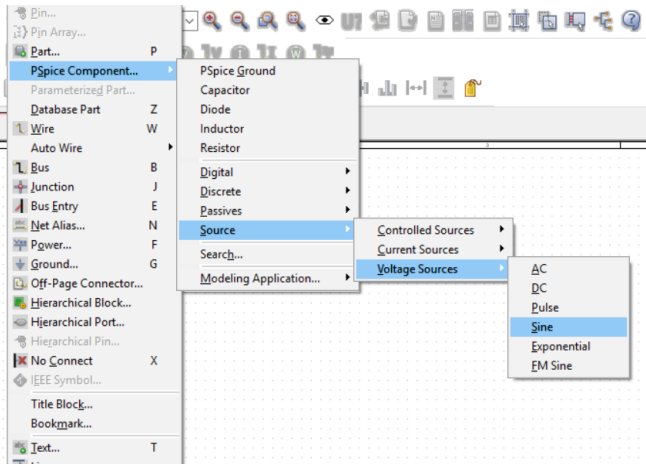 Pin...
Pin Array...
Part... P
PSpice Component...
Parameterized Part...
Database Part Z
Wire W
Auto Wire
Bus B
Junction J
Bus Entry E
Net Alias... N
Power... F
Ground... G
Off-Page Connector...
Hierarchical Block...
Hierarchical Port...
Hierarchical Pin...
No Connect X
IEEE Symbol...
Title Block...
Bookmark...
Text... T
PSpice Ground
Capacitor
Diode
Inductor
Resistor
Digital
Discrete
Passives
Source
Search...
Modeling Application...
Controlled Sources
Current Sources
Voltage Sources
AC
DC
Pulse
Sine
Exponential
FM Sine